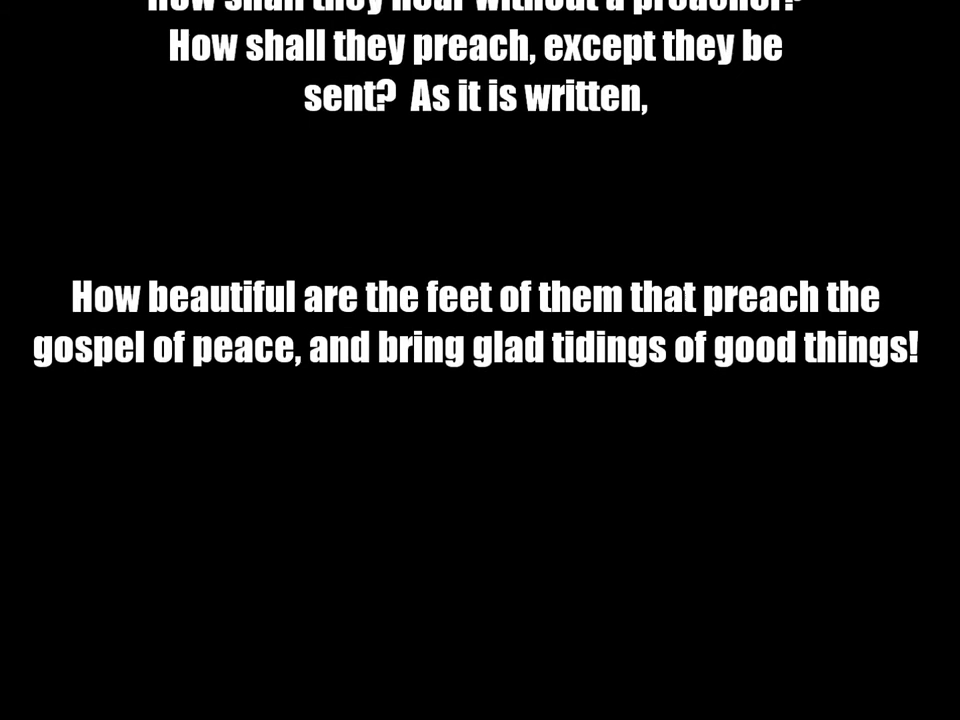 How shall they hear without a preacher?
How shall they preach, except they be
sent?  As it is written,
How beautiful are the feet of them that preach the
gospel of peace, and bring glad tidings of good things!